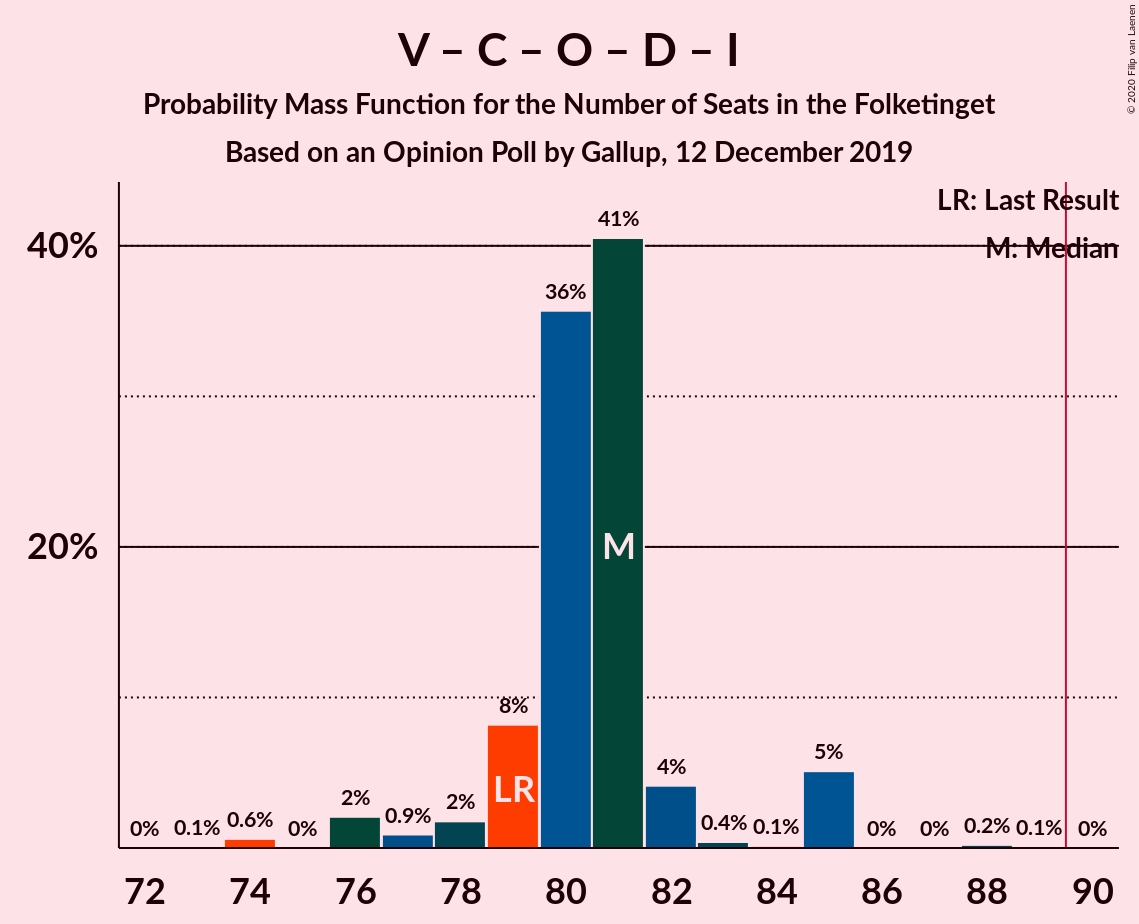 V – C – O – D – I
Probability Mass Function for the Number of Seats in the Folketinget
Based on an Opinion Poll by Gallup, 12 December 2019
© 2020 Filip van Laenen
LR: Last Result
M: Median
40%
20%
0% 0.1% 0.6% 0% 2% 0.9% 2% 8% 36% 41% 4% 0.4% 0.1% 5% 0% 0% 0.2% 0.1% 0%
M
LR
72 74 76 78 80 82 84 86 88 90